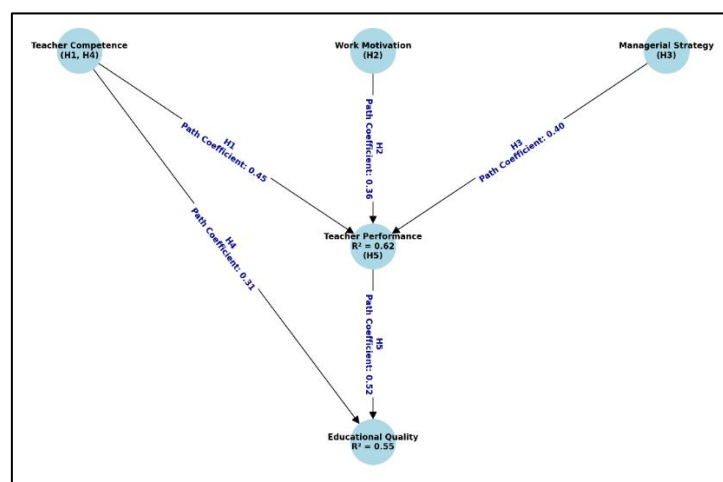 Teacher Competence
(H1, H4)
Work Motivation
(H2)
Managerial Strategy
(H3)
H1
Path Coefficient: 0.45
H2
Path Coefficient: 0.36
H3
Path Coefficient: 0.40
Teacher Performance
R² = 0.62
(H5)
H4
Path Coefficient: 0.31
H5
Path Coefficient: 0.52
Educational Quality
R² = 0.55